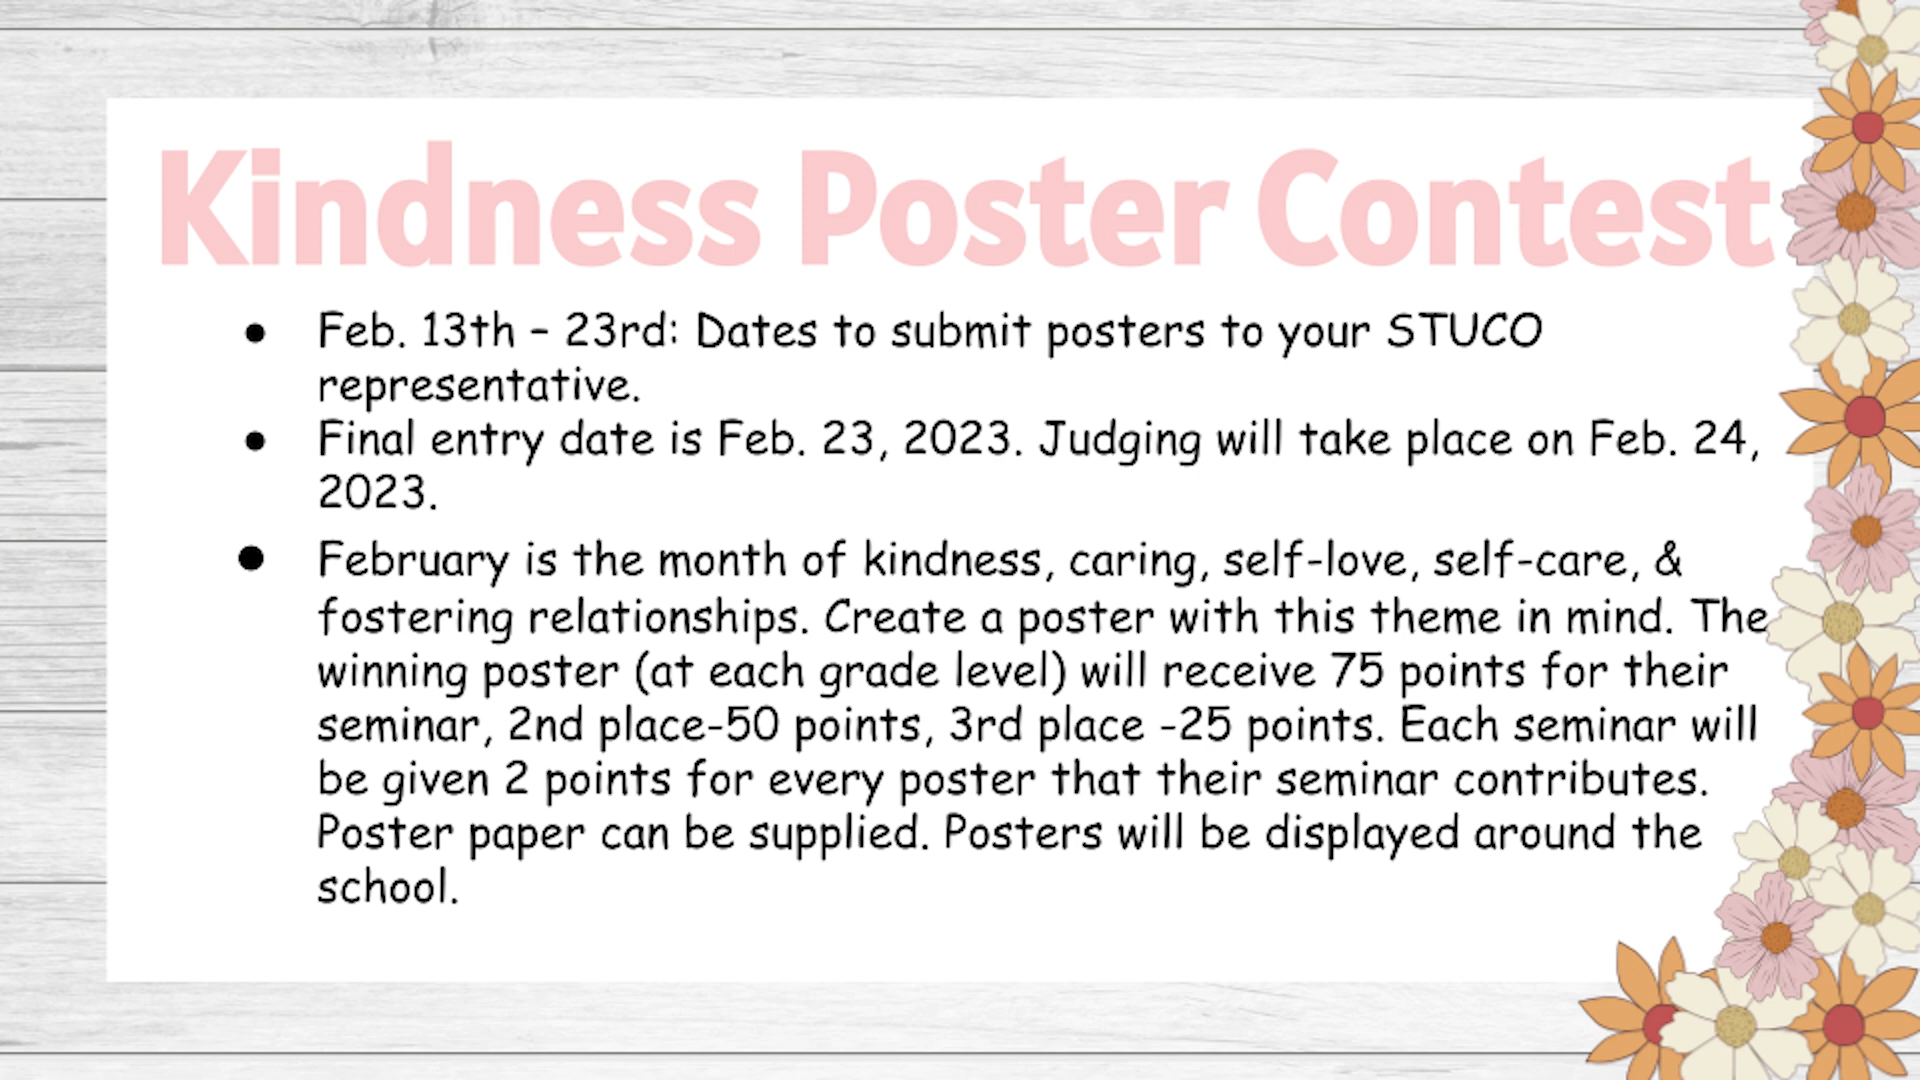 Kindness Poster Contest
● Feb. 13th – 23rd: Dates to submit posters to your STUCO
representative.
● Final entry date is Feb. 23, 2023. Judging will take place on Feb. 24,
2023.
● February is the month of kindness, caring, self-love, self-care, &
fostering relationships. Create a poster with this theme in mind. The
winning poster (at each grade level) will receive 75 points for their
seminar, 2nd place-50 points, 3rd place -25 points. Each seminar will
be given 2 points for every poster that their seminar contributes.
Poster paper can be supplied. Posters will be displayed around the
school.